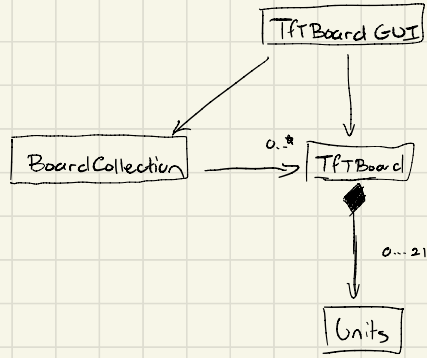 TfTBoard GUI
0..*
BoardCollection
TfTBoard
0...21
Units